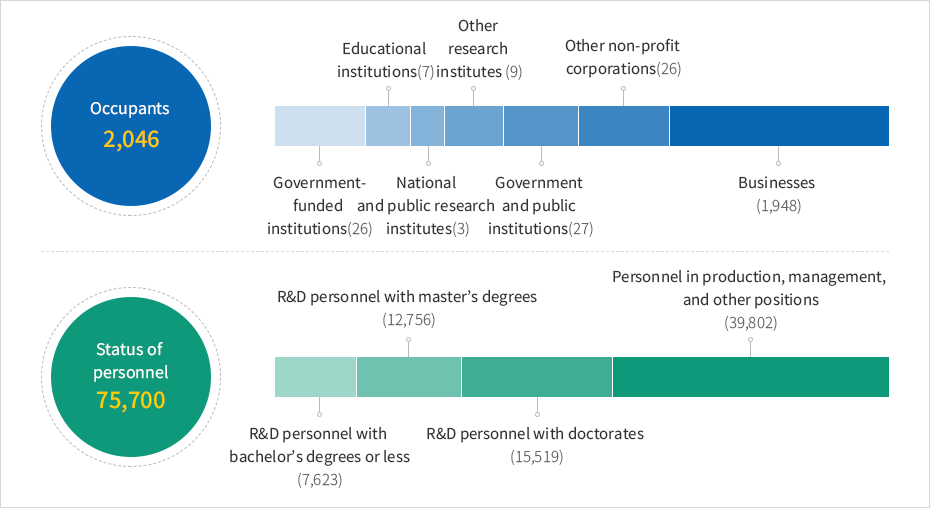 Occupants
2,046
Educational
institutions(7)
Other
research
institutes (9)
Other non-profit
corporations(26)
Government-
funded
institutions(26)
National
and public research
institutes(3)
Government
and public
institutions(27)
Businesses
(1,948)
Status of
personnel
75,700
R&D personnel with master's degrees
(12,756)
Personnel in production, management,
and other positions
(39,802)
R&D personnel with
bachelor's degrees or less
(7,623)
R&D personnel with doctorates
(15,519)